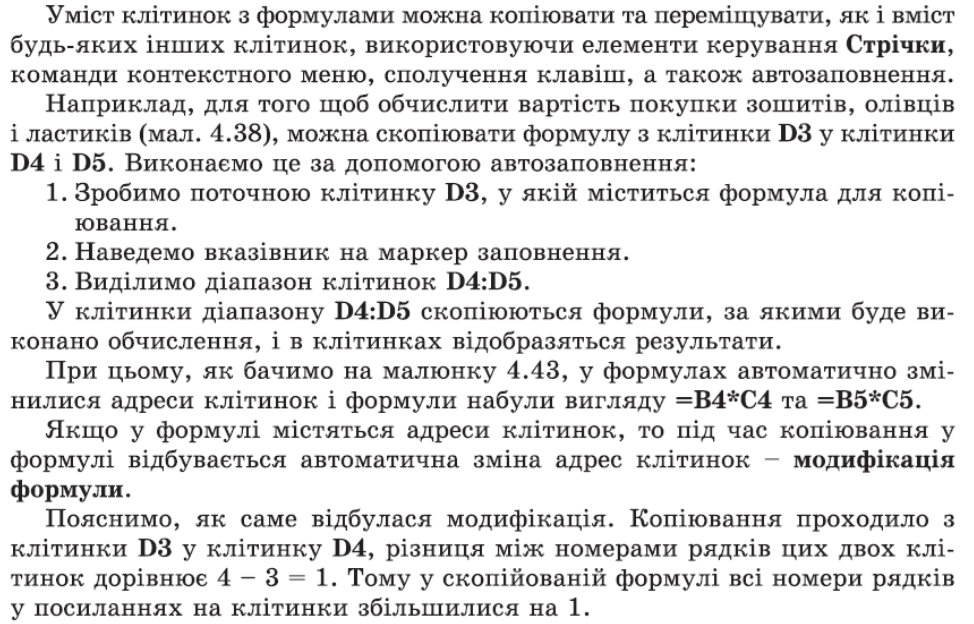 Уміст клітинок з формулами можна копіювати та переміщувати, як і вміст
будь-яких інших клітинок, використовуючи елементи керування Стрічки,
команди контекстного меню, сполучення клавіш, а також автозаповнення.
Наприклад, для того щоб обчислити вартість покупки зошитів, олівців
і ластиків (мал. 4.38), можна скопіювати формулу з клітинки D3 у клітинки
D4 і D5. Виконаємо це за допомогою автозаповнення:
1. Зробимо поточною клітинку D3, у якій міститься формула для копі-
ювання.
2. Наведемо вказівник на маркер заповнення.
3. Виділимо діапазон клітинок D4:D5.
У клітинки діапазону D4:D5 скопіюються формули, за якими буде ви-
конано обчислення, і в клітинках відобразяться результати.
При цьому, як бачимо на малюнку 4.43, у формулах автоматично змі-
нилися адреси клітинок і формули набули вигляду =B4*C4 та =B5*C5.
Якщо у формулі містяться адреси клітинок, то під час копіювання у
формулі відбувається автоматична зміна адрес клітинок – модифікація
формули.
Пояснимо, як саме відбулася модифікація. Копіювання проходило з
клітинки D3 у клітинку D4, різниця між номерами рядків цих двох клі-
тинок дорівнює 4 – 3 = 1. Тому у скопійованій формулі всі номери рядків
у посиланнях на клітинки збільшилися на 1.